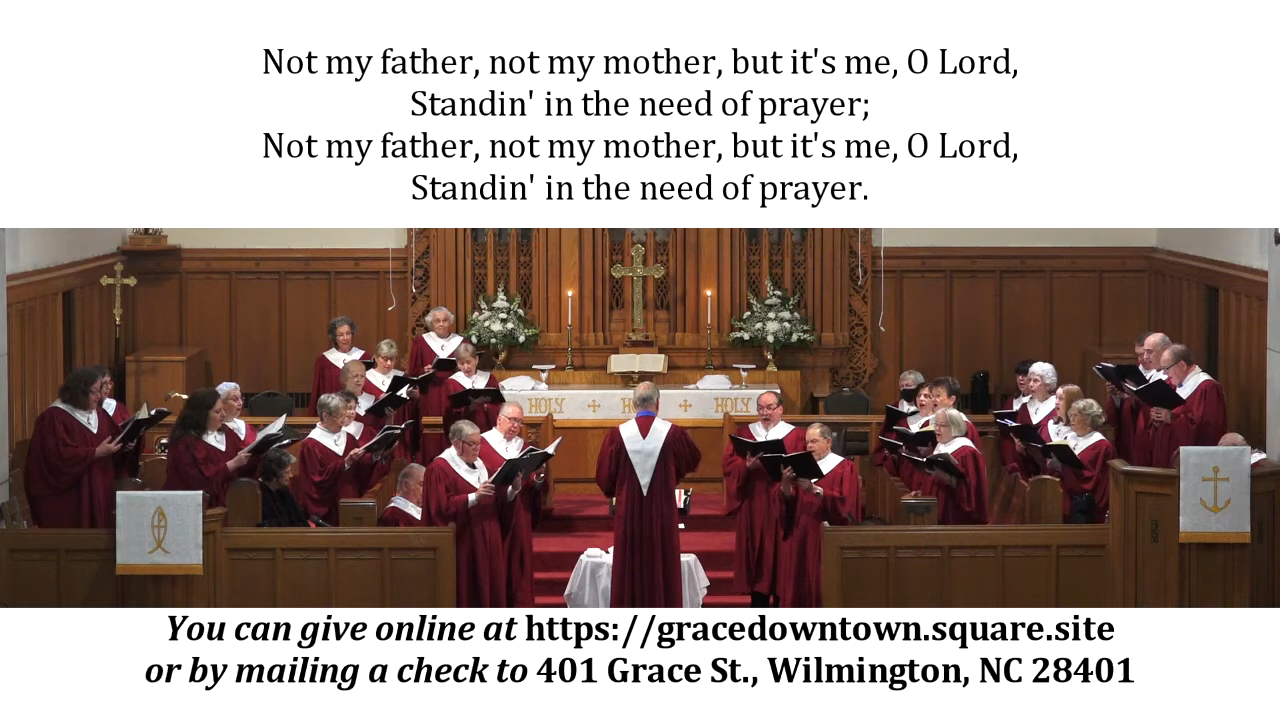 Not my father, not my mother, but it's me, O Lord,
Standin' in the need of prayer;
Not my father, not my mother, but it's me, O Lord,
Standin' in the need of prayer.
HOLY HOLY
You can give online at https://gracedowntown.square.site
or by mailing a check to 401 Grace St., Wilmington, NC 28401